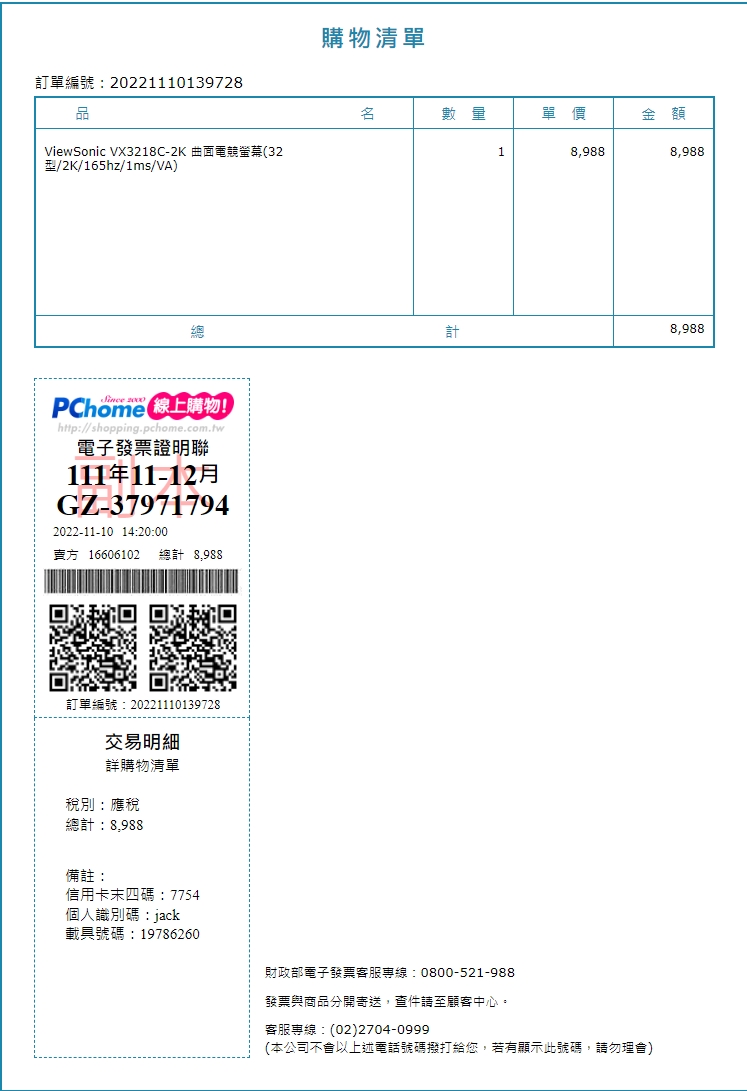 購物清單
訂單編號：20221110139728
品 名 數 量 單 價 金 額
ViewSonic VX3218C-2K 曲面電競螢幕(32 1 8,988 8,988
型/2K/165hz/1ms/VA)
總 計 8,988
Since 2000
PChome 線上購物!
http://shopping.pchome.com.tw
電子發票證明聯
副本
111年11-12月
GZ-37971794
2022-11-10 14:20:00
賣方 16606102 總計 8,988
訂單編號：20221110139728
交易明細
詳購物清單
稅別：應稅
總計：8,988
備註：
信用卡末四碼：7754
個人識別碼：jack
載具號碼：19786260
財政部電子發票客服專線：0800-521-988
發票與商品分開寄送，查件請至顧客中心。
客服專線：(02)2704-0999
(本公司不會以上述電話號碼撥打給您，若有顯示此號碼，請勿理會)